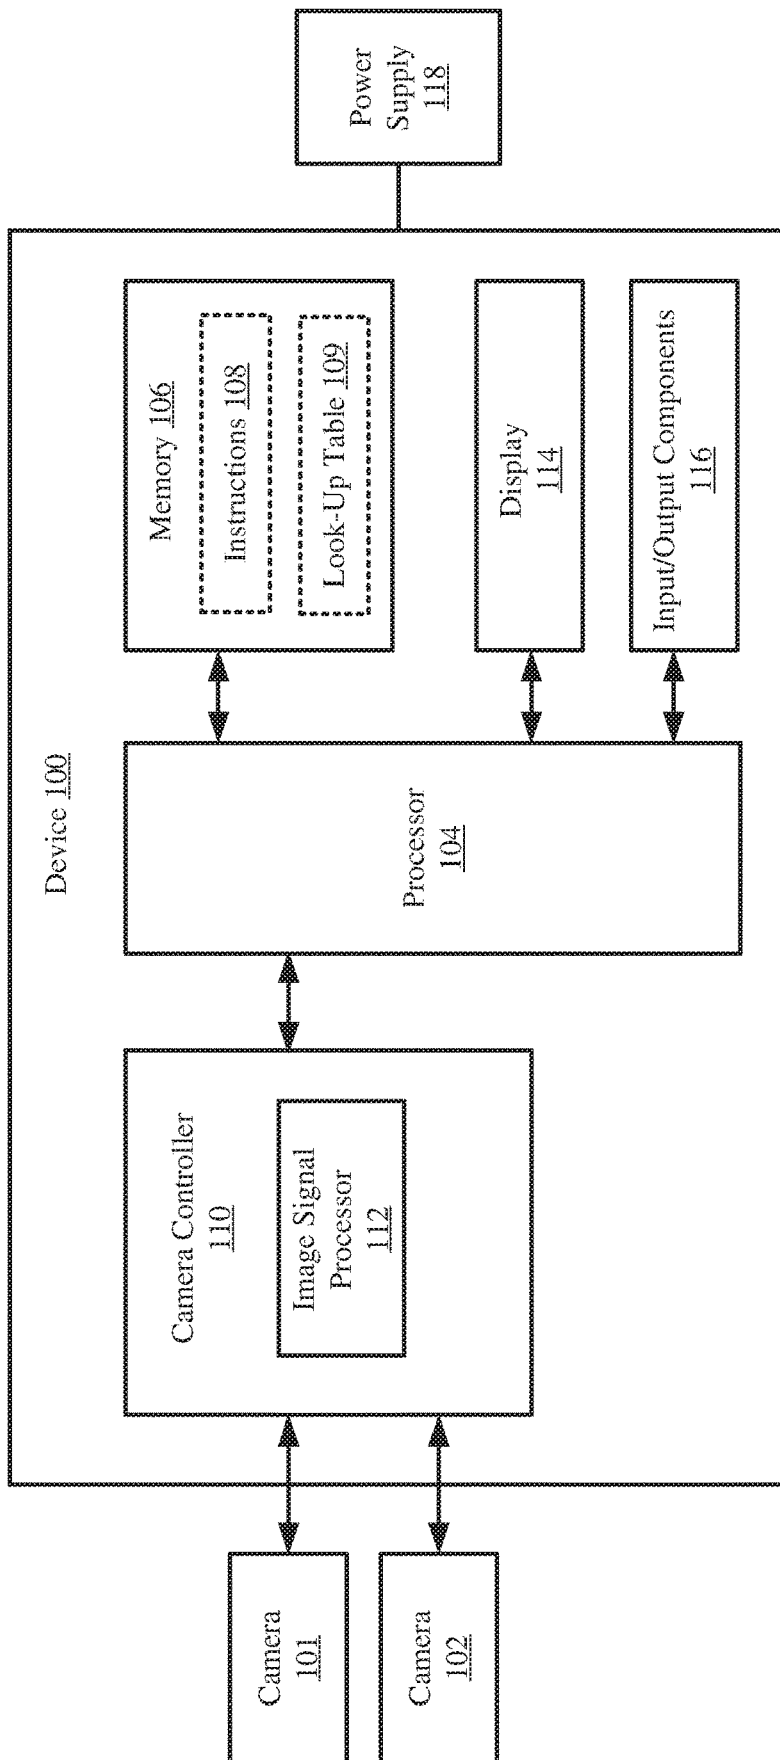 Device 100
Camera
101
Camera
102
Camera Controller
110
Image Signal
Processor
112
Processor
104
Memory 106
Instructions 108
Look-Up Table 109
Display
114
Input/Output Components
116
Power
Supply
118